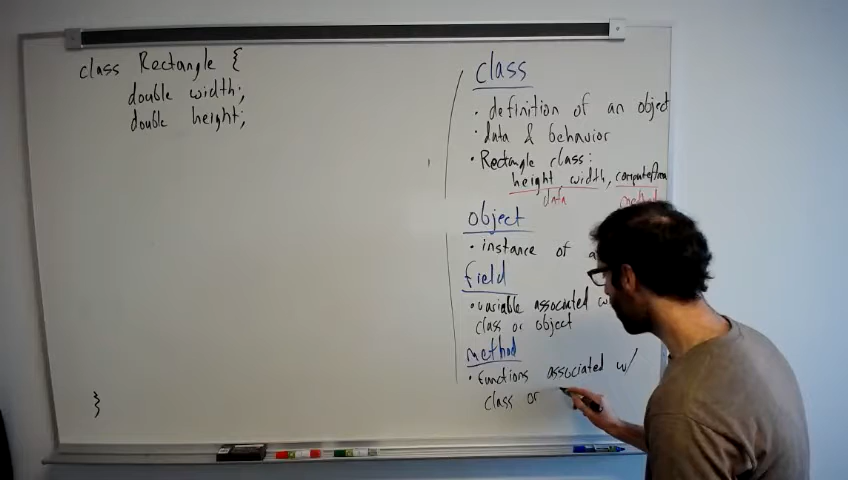 class Rectangle {
double width;
double height;
}
class
• definition of an object
• data & behavior
• Rectangle class:
height width, computeArea
data
object
• instance of a
field
• variable associated w
class or object
method
• functions associated w/
class or